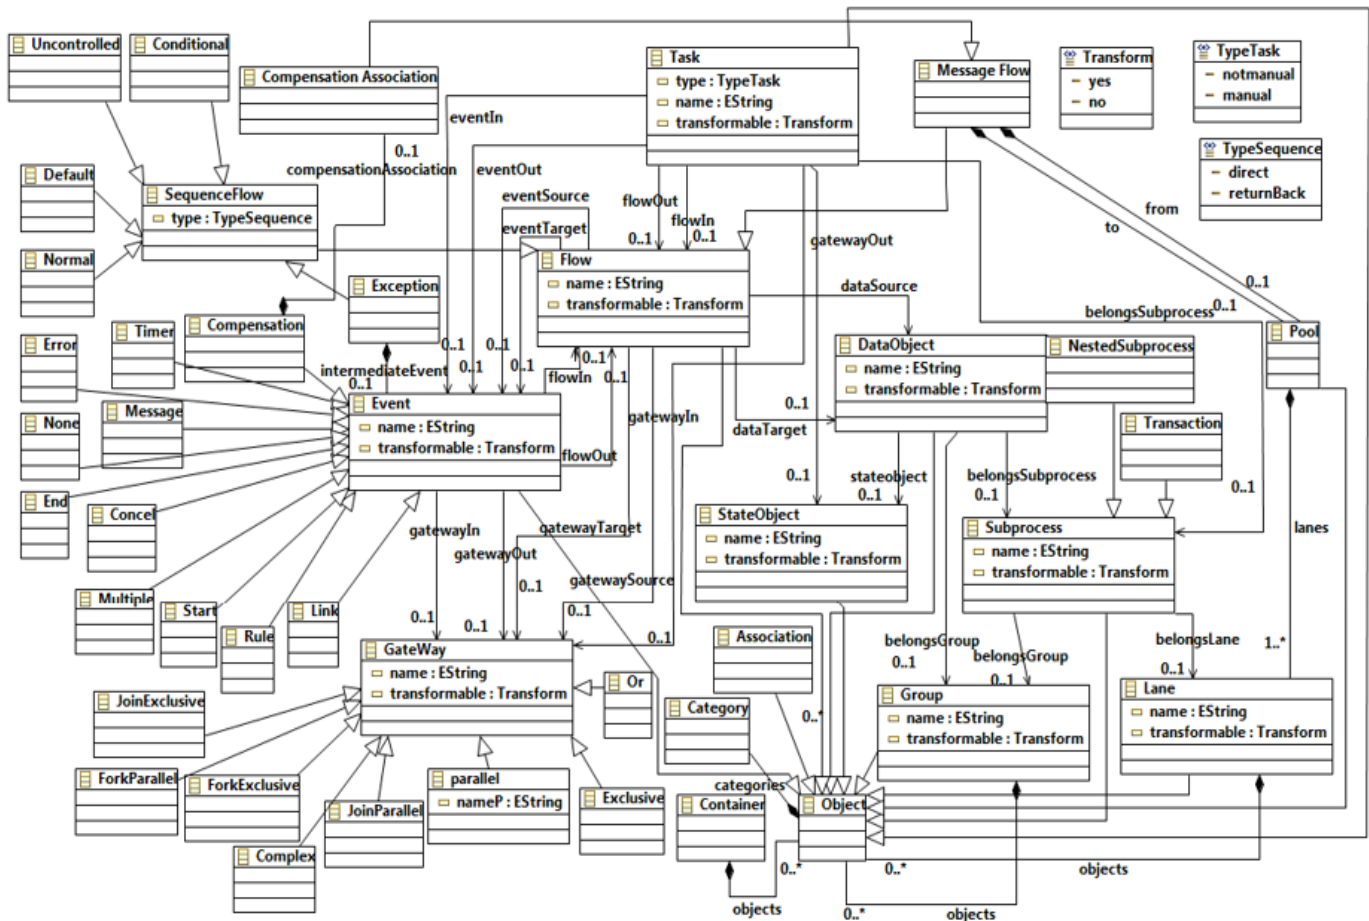 Uncontrolled
Conditional
Compensation Association
Task
type : TypeTask
name : EString
transformable : Transform
Message Flow
Transform
yes
no
TypeTask
notmanual
manual
TypeSequence
direct
returnBack
eventIn
eventOut
0..1
compensationAssociation
Default
SequenceFlow
type : TypeSequence
eventSource
eventTarget
flowOut
flowIn
0..1
0..1
gatewayOut
from
to
Normal
Exception
Flow
name : EString
transformable : Transform
dataSource
0..1
0..1
belongsSubprocess
Error
Timer
Compensation
intermediateEvent
0..1
0..1
0..1
0..1
0..1
0..1
0..1
flowIn
DataObject
name : EString
transformable : Transform
NestedSubprocess
Pool
None
Message
Event
name : EString
transformable : Transform
flowOut
gatewayIn
0..1
dataTarget
Transaction
End
Concel
0..1
stateobject
0..1
belongsSubprocess
0..1
0..1
gatewayIn
gatewayOut
gatewayTarget
gatewaySource
StateObject
name : EString
transformable : Transform
Subprocess
name : EString
transformable : Transform
lanes
Multiple
Start
Rule
Link
0..1
0..1
0..1
0..1
0..1
Association
belongsGroup
0..1
belongsGroup
0..1
belongsLane
0..1
1..*
GateWay
name : EString
transformable : Transform
Or
JoinExclusive
Category
0..*
Group
name : EString
transformable : Transform
Lane
name : EString
transformable : Transform
ForkParallel
ForkExclusive
JoinParallel
parallel
nameP : EString
Exclusive
categories
Container
Object
Complex
0..*
0..*
objects
objects
0..*
objects